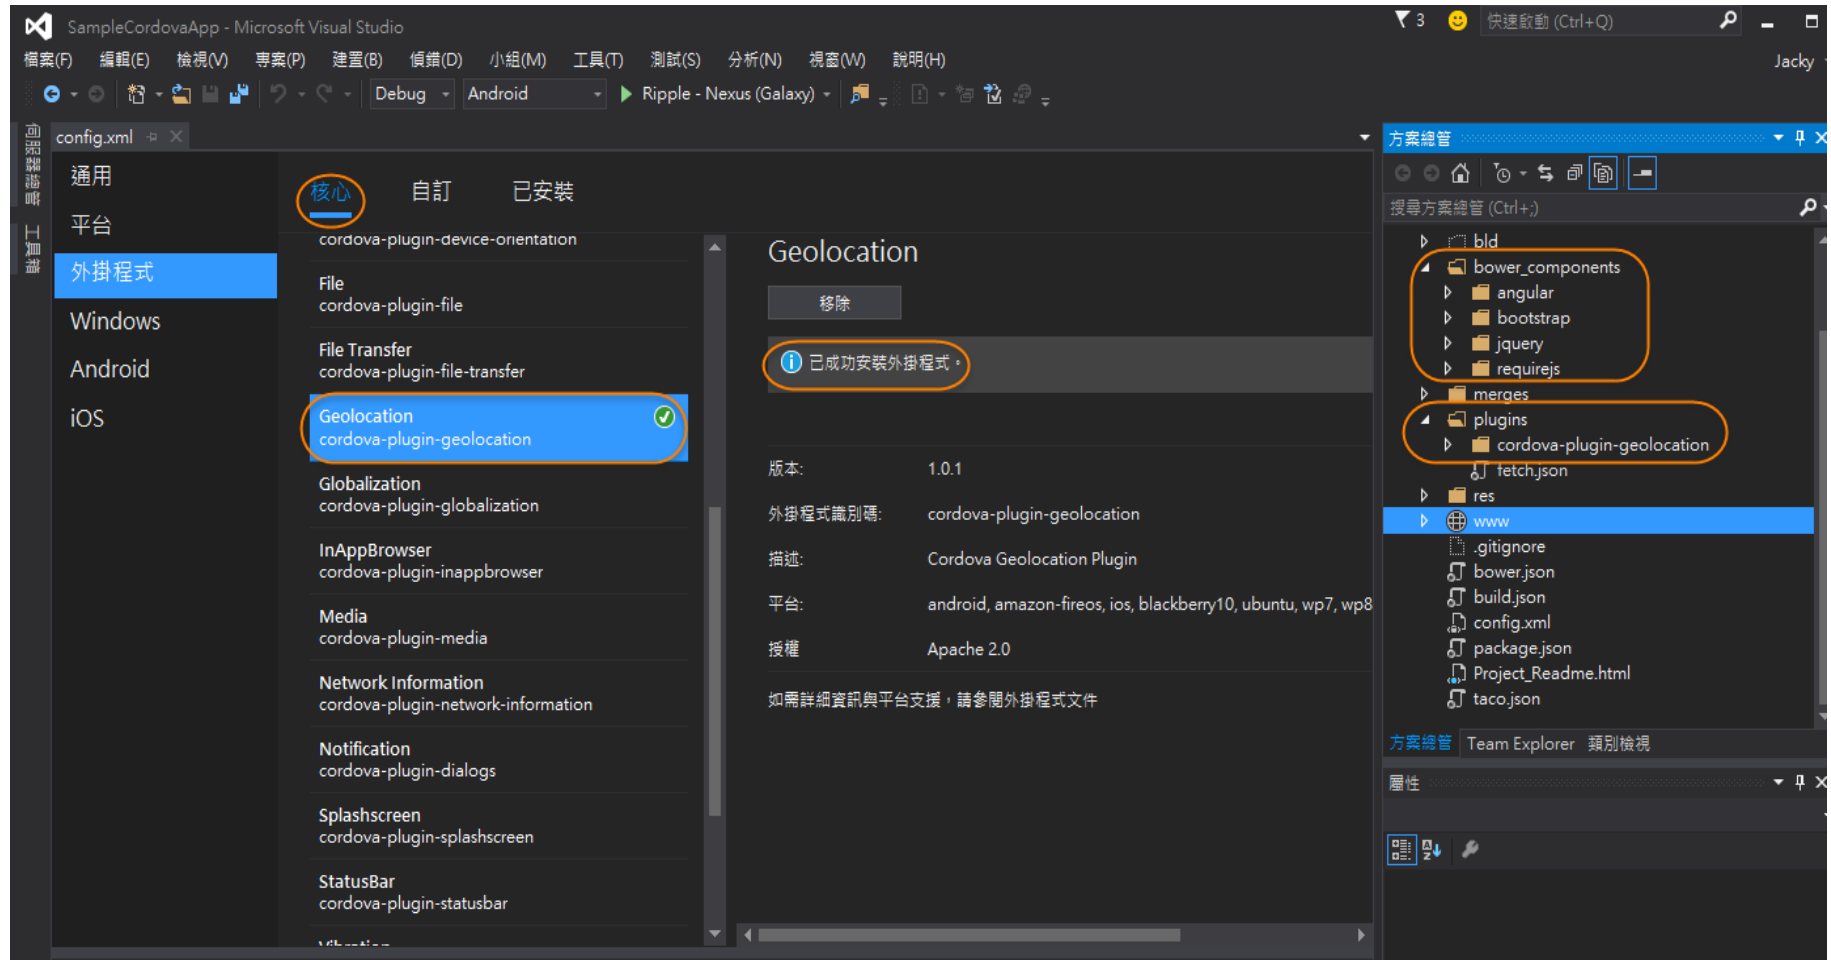 SampleCordovaApp - Microsoft Visual Studio
3
快速啟動 (Ctrl+Q)
檔案(F) 編輯(E) 檢視(V) 專案(P) 建置(B) 偵錯(D) 小組(M) 工具(T) 測試(S) 分析(N) 視窗(W) 說明(H)
Jacky
Debug
Android
Ripple - Nexus (Galaxy)
伺服器總管
工具箱
config.xml
通用
平台
外掛程式
Windows
Android
iOS
核心 自訂 已安裝
cordova-plugin-device-orientation
File
cordova-plugin-file
File Transfer
cordova-plugin-file-transfer
Geolocation
cordova-plugin-geolocation
Globalization
cordova-plugin-globalization
InAppBrowser
cordova-plugin-inappbrowser
Media
cordova-plugin-media
Network Information
cordova-plugin-network-information
Notification
cordova-plugin-dialogs
Splashscreen
cordova-plugin-splashscreen
StatusBar
cordova-plugin-statusbar
Vibration
Geolocation
移除
已成功安裝外掛程式。
版本: 1.0.1
外掛程式識別碼: cordova-plugin-geolocation
描述: Cordova Geolocation Plugin
平台: android, amazon-fireos, ios, blackberry10, ubuntu, wp7, wp8
授權 Apache 2.0
如需詳細資訊與平台支援，請參閱外掛程式文件
方案總管
搜尋方案總管 (Ctrl+;)
bld
bower_components
angular
bootstrap
jquery
requirejs
merges
plugins
cordova-plugin-geolocation
fetch.json
res
www
.gitignore
bower.json
build.json
config.xml
package.json
Project_Readme.html
taco.json
方案總管 Team Explorer 類別檢視
屬性